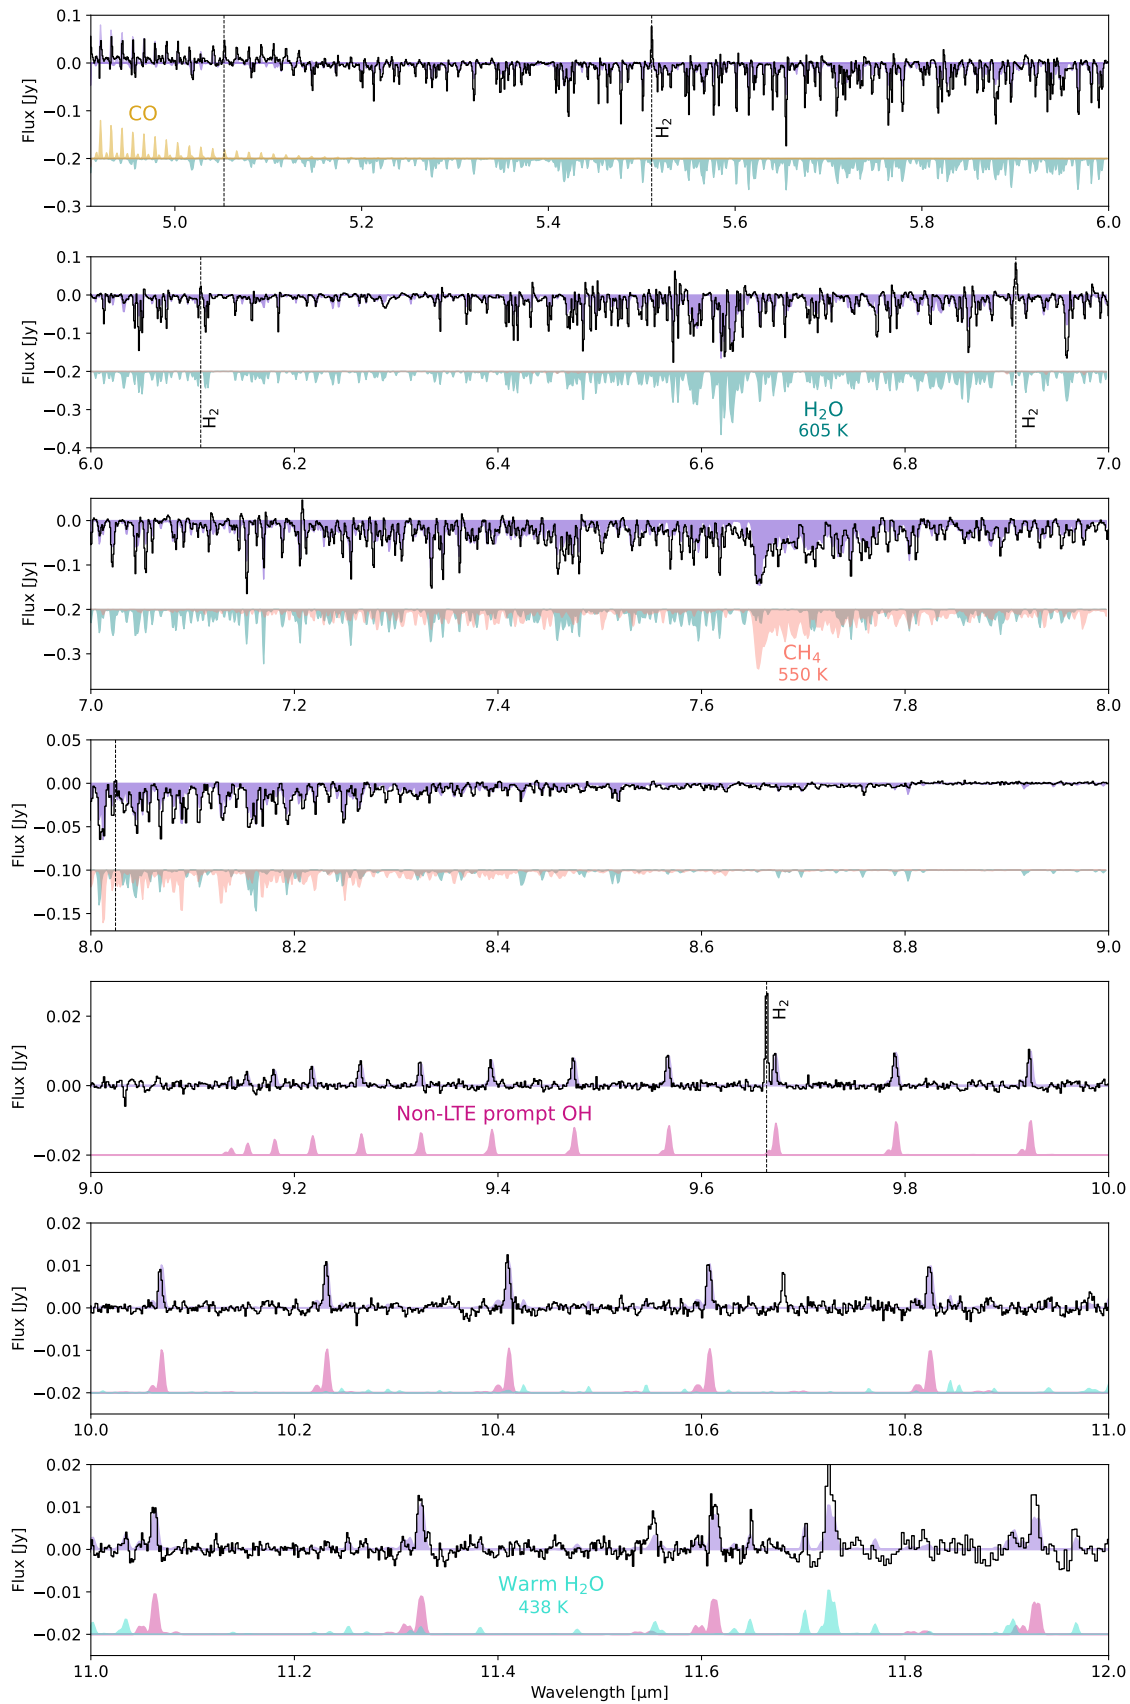 0.1
0.0
−0.1
−0.2
−0.3
Flux [Jy]
CO
H₂
5.0 5.2 5.4 5.6 5.8 6.0
0.1
0.0
−0.1
−0.2
−0.3
−0.4
Flux [Jy]
H₂
H₂O
605 K
H₂
6.0 6.2 6.4 6.6 6.8 7.0
0.0
−0.1
−0.2
−0.3
Flux [Jy]
CH₄
550 K
7.0 7.2 7.4 7.6 7.8 8.0
0.05
0.00
−0.05
−0.10
−0.15
Flux [Jy]
8.0 8.2 8.4 8.6 8.8 9.0
0.02
0.00
−0.02
Flux [Jy]
H₂
Non-LTE prompt OH
9.0 9.2 9.4 9.6 9.8 10.0
0.02
0.01
0.00
−0.01
−0.02
Flux [Jy]
10.0 10.2 10.4 10.6 10.8 11.0
0.02
0.01
0.00
−0.01
−0.02
Flux [Jy]
Warm H₂O
438 K
11.0 11.2 11.4 11.6 11.8 12.0
Wavelength [µm]